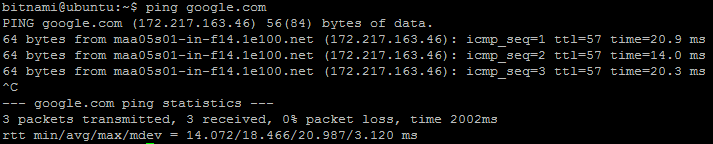 bitnami@ubuntu:~$ ping google.com
PING google.com (172.217.163.46) 56(84) bytes of data.
64 bytes from maa05s01-in-f14.1e100.net (172.217.163.46): icmp_seq=1 ttl=57 time=20.9 ms
64 bytes from maa05s01-in-f14.1e100.net (172.217.163.46): icmp_seq=2 ttl=57 time=14.0 ms
64 bytes from maa05s01-in-f14.1e100.net (172.217.163.46): icmp_seq=3 ttl=57 time=20.3 ms
^C
--- google.com ping statistics ---
3 packets transmitted, 3 received, 0% packet loss, time 2002ms
rtt min/avg/max/mdev = 14.072/18.466/20.987/3.120 ms